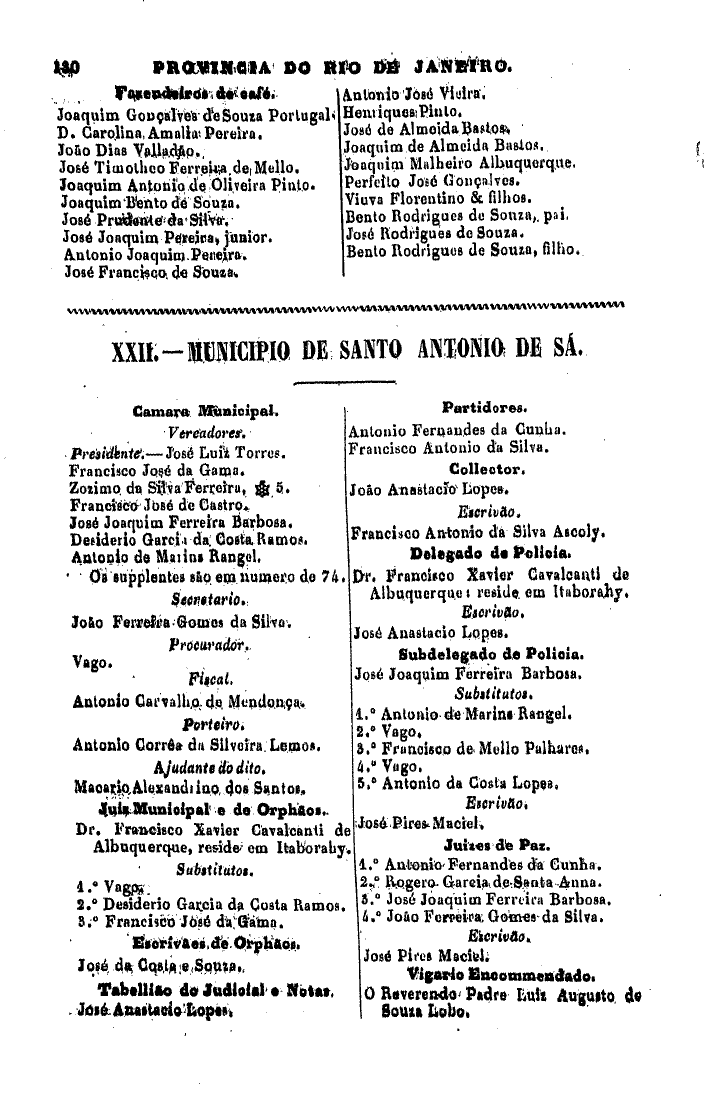 130 PROVINCIA DO RIO DE JANEIRO.
Fazendeiros de café.
Joaquim Gonçalves de Souza Portugal.
D. Carolina Amalia Pereira.
João Dias Valladão.
José Timotheo Ferreira de Mello.
Joaquim Antonio de Oliveira Pinto.
Joaquim Bento de Souza.
José Prudente da Silva.
José Joaquim Pereira, junior.
Antonio Joaquim Pereira.
José Francisco de Souza.
Antonio José Vieira.
Henriques Pinto.
José de Almeida Bastos.
Joaquim de Almeida Bastos.
Joaquim Malheiro Albuquerque.
Perfeito José Gonçalves.
Viuva Florentino & filhos.
Bento Rodrigues de Souza, pai.
José Rodrigues de Souza.
Bento Rodrigues de Souza, filho.
XXII.—MUNICIPIO DE SANTO ANTONIO DE SÁ.
Camara Municipal.
Vereadores.
Presidente.—José Luiz Torres.
Francisco José da Gama.
Zozimo da Silva Ferreira, 5.
Francisco José de Castro.
José Joaquim Ferreira Barbosa.
Desiderio Garcia da Costa Ramos.
Antonio de Marins Rangel.
Os supplentes são em numero de 74.
Secretario.
João Ferreira Gomes da Silva.
Procurador.
Vago.
Fiscal.
Antonio Carvalho de Mendonça.
Porteiro.
Antonio Corrêa da Silveira Lemos.
Ajudante do dito.
Macario Alexandrino dos Santos.
Juiz Municipal e de Orphãos.
Dr. Francisco Xavier Cavalcanti de
Albuquerque, reside em Itaborahy.
Substitutos.
1.º Vago.
2.º Desiderio Garcia da Costa Ramos.
3.º Francisco José da Gama.
Escrivães de Orphãos.
José da Costa e Souza.
Tabellião do Judicial e Notas.
José Anastacio Lopes.
Partidores.
Antonio Fernandes da Cunha.
Francisco Antonio da Silva.
Collector.
João Anastacio Lopes.
Escrivão.
Francisco Antonio da Silva Ascoly.
Delegado de Policia.
Dr. Francisco Xavier Cavalcanti de
Albuquerque: reside em Itaborahy.
Escrivão.
José Anastacio Lopes.
Subdelegado de Policia.
José Joaquim Ferreira Barbosa.
Substitutos.
1.º Antonio de Marins Rangel.
2.º Vago.
3.º Francisco de Mello Palhares.
4.º Vago.
5.º Antonio da Costa Lopes.
Escrivão.
José Pires Maciel.
Juizes de Paz.
1.º Antonio Fernandes da Cunha.
2.º Rogero Garcia de Santa Anna.
3.º José Joaquim Ferreira Barbosa.
4.º João Ferreira Gomes da Silva.
Escrivão.
José Pires Maciel.
Vigario Encommendado.
O Reverendo Padre Luiz Augusto de
Souza Lobo.